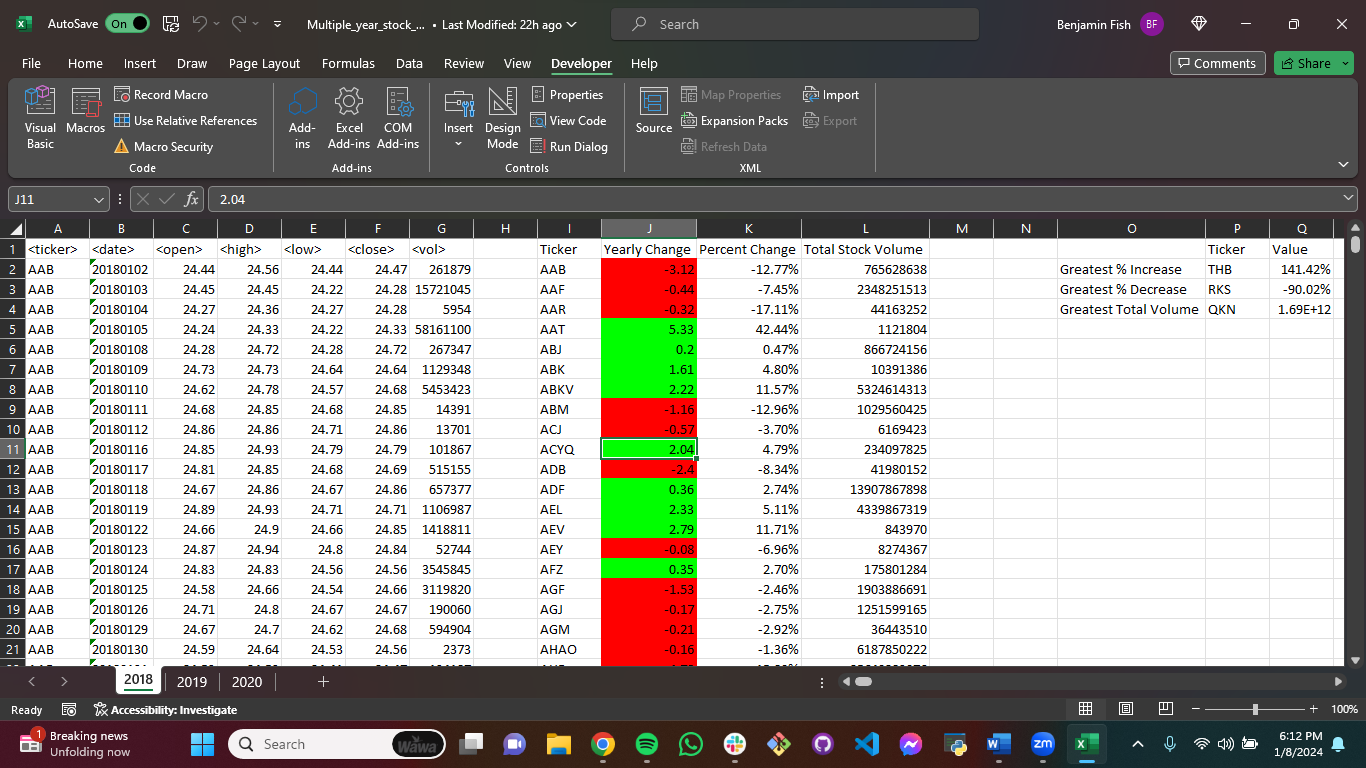 AutoSave On Multiple_year_stock_... • Last Modified: 22h ago Search Benjamin Fish BF
File Home Insert Draw Page Layout Formulas Data Review View Developer Help Comments Share
Visual Basic
Macros
Record Macro
Use Relative References
Macro Security
Code
Add-ins
Excel Add-ins
COM Add-ins
Add-ins
Insert
Design Mode
Properties
View Code
Run Dialog
Controls
Source
Map Properties
Expansion Packs
Refresh Data
Import
Export
XML
J11 fx 2.04
A B C D E F G H I J K L M N O P Q
1 <ticker> <date> <open> <high> <low> <close> <vol> Ticker Yearly Change Percent Change Total Stock Volume Ticker Value
2 AAB 20180102 24.44 24.56 24.44 24.47 261879 AAB -3.12 -12.77% 765628638 Greatest % Increase THB 141.42%
3 AAB 20180103 24.45 24.45 24.22 24.28 15721045 AAF -0.44 -7.45% 2348251513 Greatest % Decrease RKS -90.02%
4 AAB 20180104 24.27 24.36 24.27 24.28 5954 AAR -0.32 -17.11% 44163252 Greatest Total Volume QKN 1.69E+12
5 AAB 20180105 24.24 24.33 24.22 24.33 58161100 AAT 5.33 42.44% 1121804
6 AAB 20180108 24.28 24.72 24.28 24.72 267347 ABJ 0.2 0.47% 866724156
7 AAB 20180109 24.73 24.73 24.64 24.64 1129348 ABK 1.61 4.80% 10391386
8 AAB 20180110 24.62 24.78 24.57 24.68 5453423 ABKV 2.22 11.57% 5324614313
9 AAB 20180111 24.68 24.85 24.68 24.85 14391 ABM -1.16 -12.96% 1029560425
10 AAB 20180112 24.86 24.86 24.71 24.86 13701 ACJ -0.57 -3.70% 6169423
11 AAB 20180116 24.85 24.93 24.79 24.79 101867 ACYQ 2.04 4.79% 234097825
12 AAB 20180117 24.81 24.85 24.68 24.69 515155 ADB -2.4 -8.34% 41980152
13 AAB 20180118 24.67 24.86 24.67 24.86 657377 ADF 0.36 2.74% 13907867898
14 AAB 20180119 24.89 24.93 24.71 24.71 1106987 AEL 2.33 5.11% 4339867319
15 AAB 20180122 24.66 24.9 24.66 24.85 1418811 AEV 2.79 11.71% 843970
16 AAB 20180123 24.87 24.94 24.8 24.84 52744 AEY -0.08 -6.96% 8274367
17 AAB 20180124 24.83 24.83 24.56 24.56 3545845 AFZ 0.35 2.70% 175801284
18 AAB 20180125 24.58 24.66 24.54 24.66 3119820 AGF -1.53 -2.46% 1903886691
19 AAB 20180126 24.71 24.8 24.67 24.67 190060 AGJ -0.17 -2.75% 1251599165
20 AAB 20180129 24.67 24.7 24.62 24.68 594904 AGM -0.21 -2.92% 36443510
21 AAB 20180130 24.59 24.64 24.53 24.56 2373 AHAO -0.16 -1.36% 6187850222
2018 2019 2020
Ready Accessibility: Investigate 100%
1 Breaking news
Unfolding now
Search Wawa
zm
6:12 PM
1/8/2024